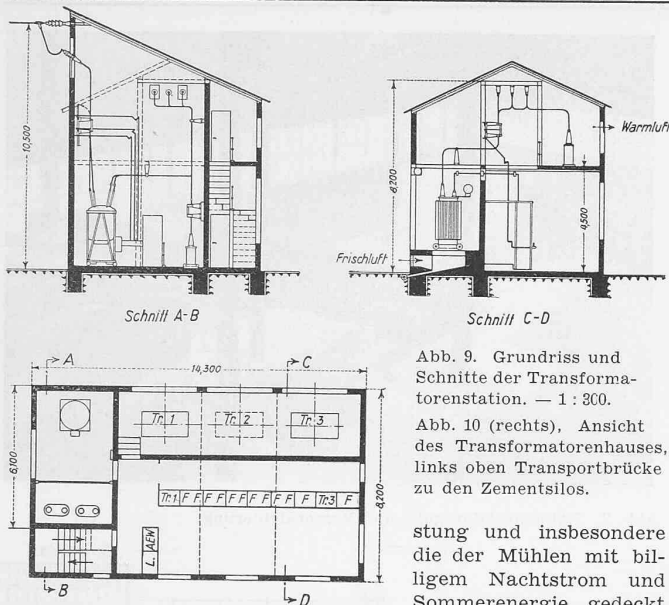 10,500
Schnitt A-B
8,200
4,500
Warmluft
Frischluft
Schnitt C-D
A
14,300
C
6,100
8,200
Tr. 1
Tr. 2
Tr. 3
Tr.1 F F F F F F F F F F F Tr.3 F
L. AEW
B
D
Abb. 9. Grundriss und
Schnitte der Transforma-
torenstation. — 1 : 300.
Abb. 10 (rechts), Ansicht
des Transformatorenhauses,
links oben Transportbrücke
zu den Zementsilos.
stung und insbesondere
die der Mühlen mit bil-
ligem Nachtstrom und
Sommerenergie gedeckt